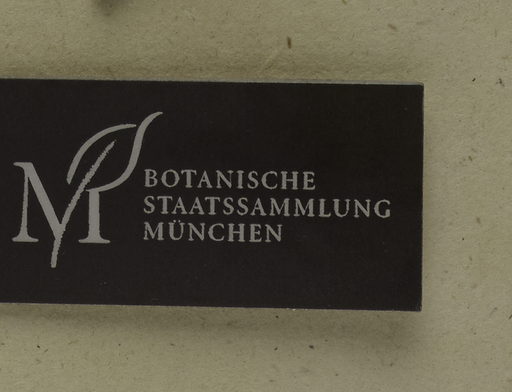 M
BOTANISCHE
STAATSSAMMLUNG
MÜNCHEN